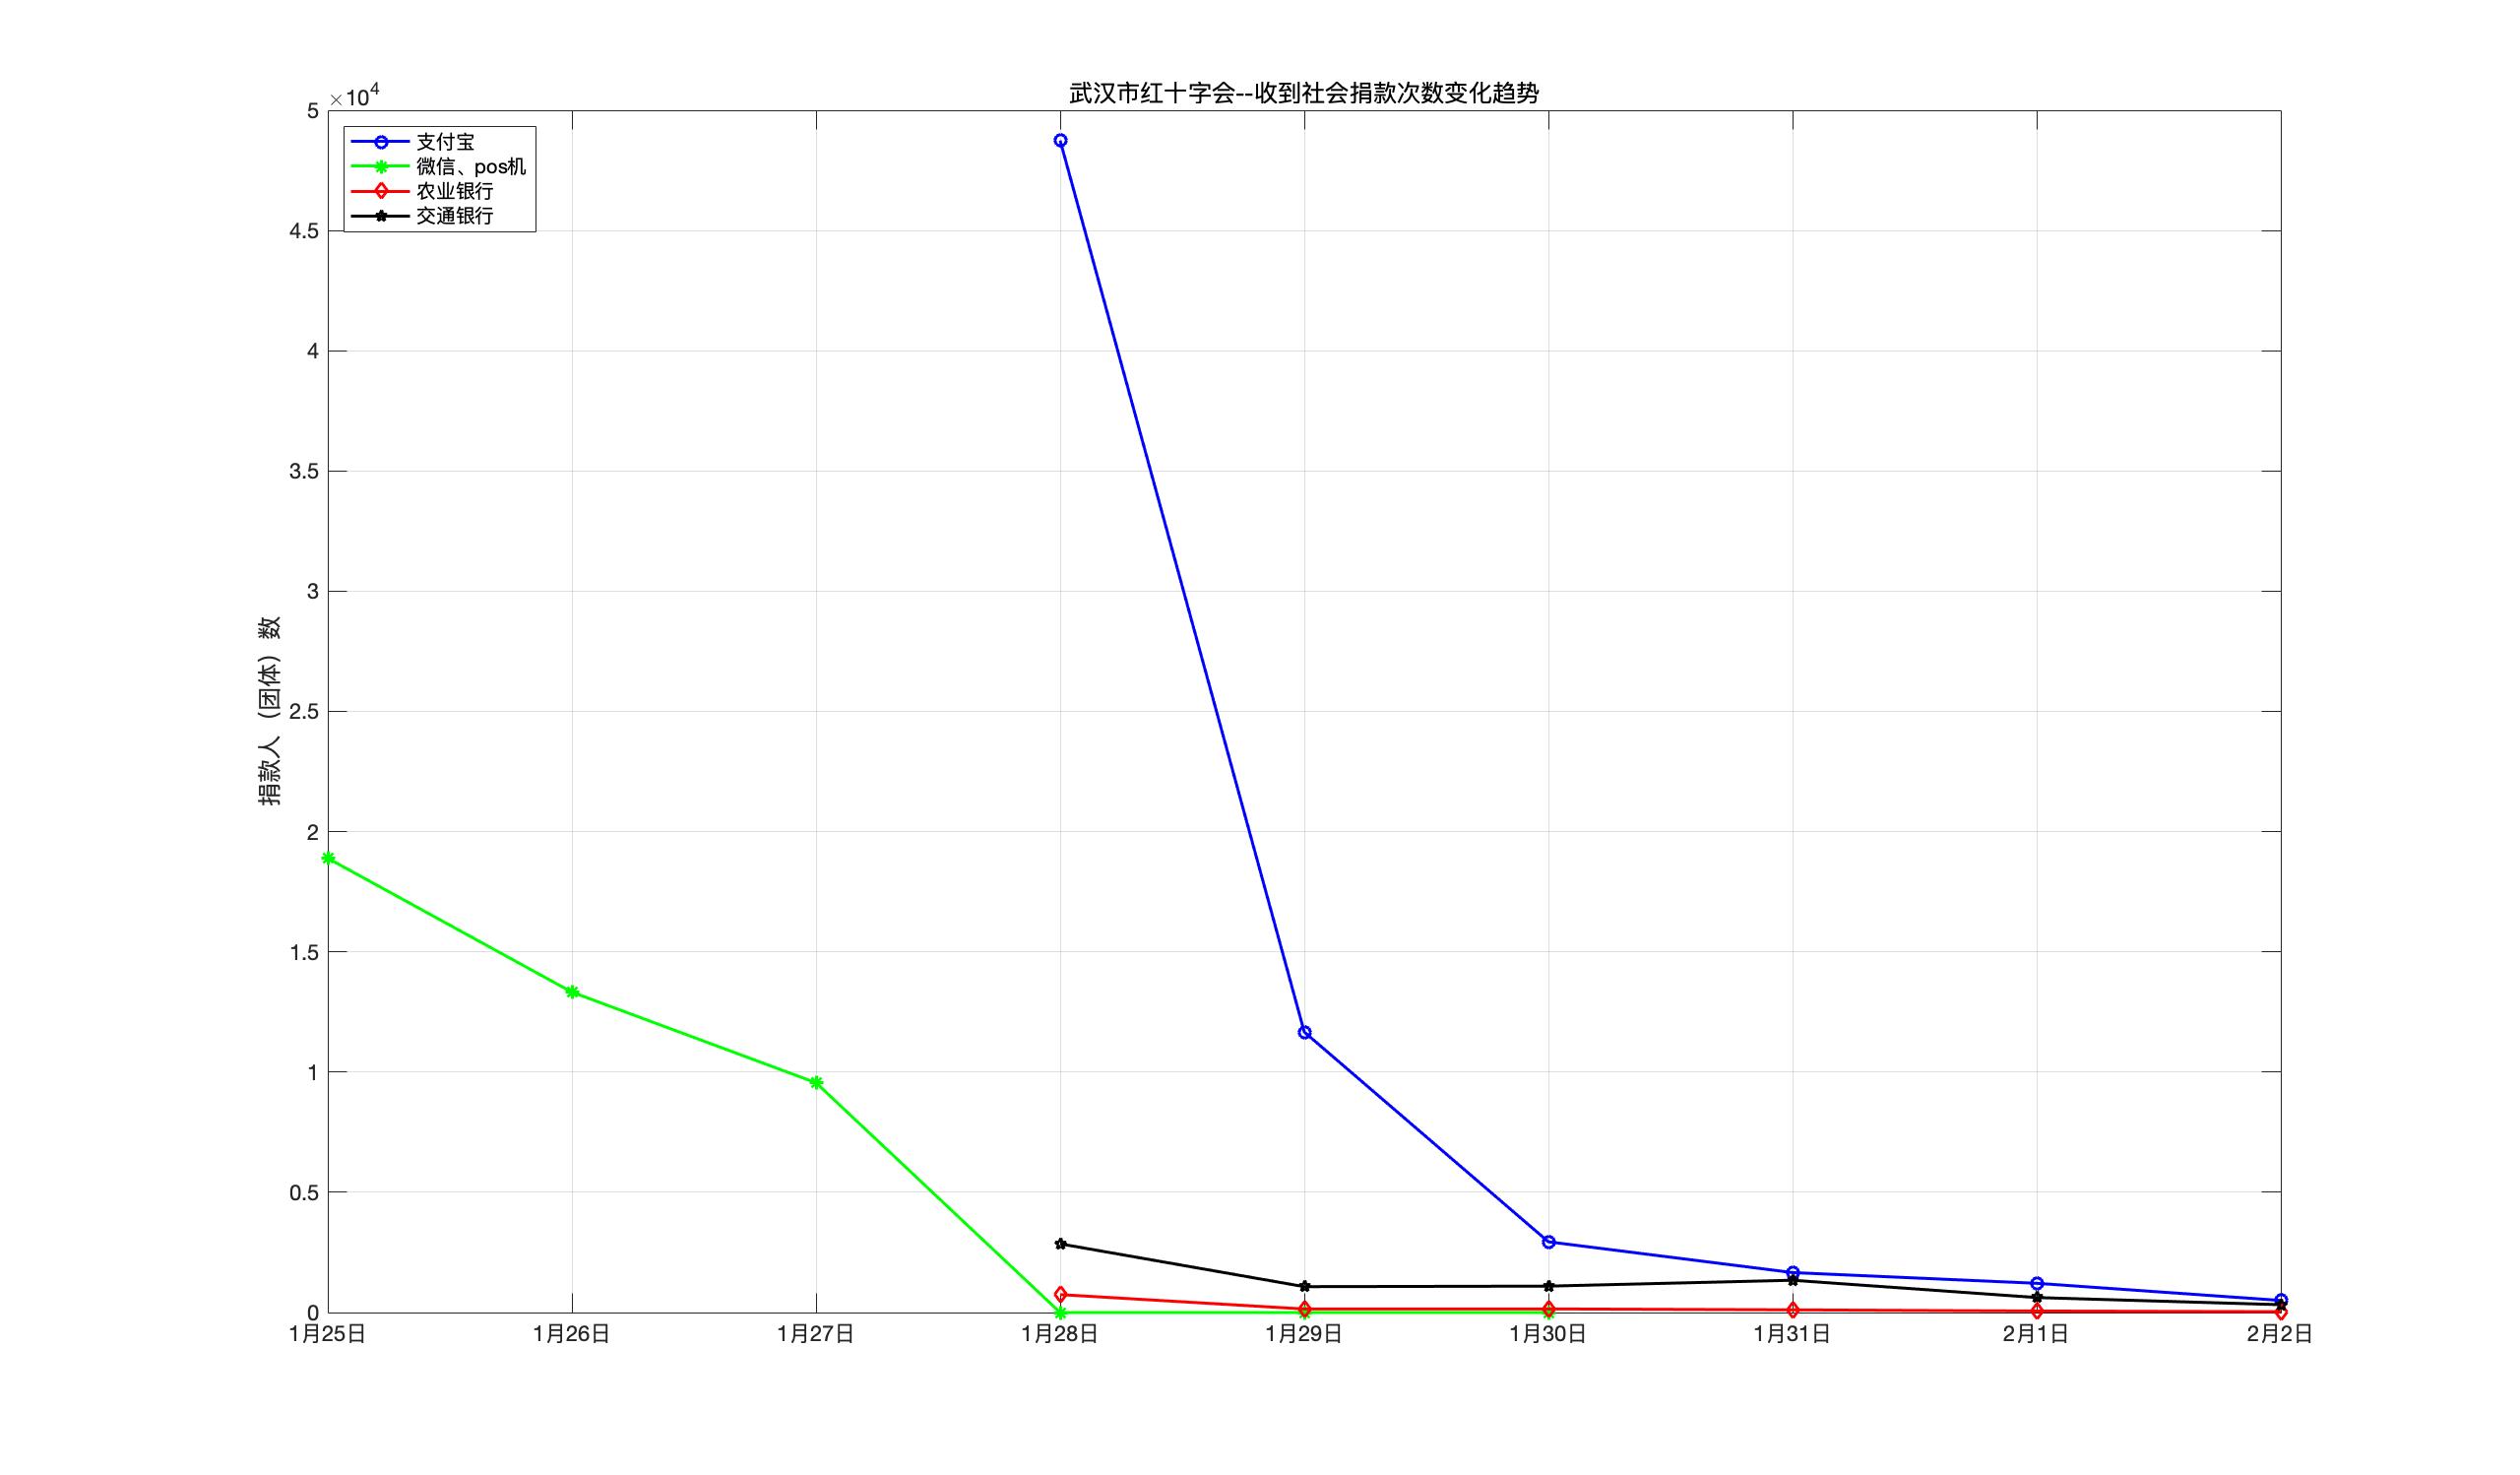 武汉市红十字会--收到社会捐款次数变化趋势
×10⁴
支付宝
微信、pos机
农业银行
交通银行
捐款人（团体）数
5
4.5
4
3.5
3
2.5
2
1.5
1
0.5
0
1月25日 1月26日 1月27日 1月28日 1月29日 1月30日 1月31日 2月1日 2月2日